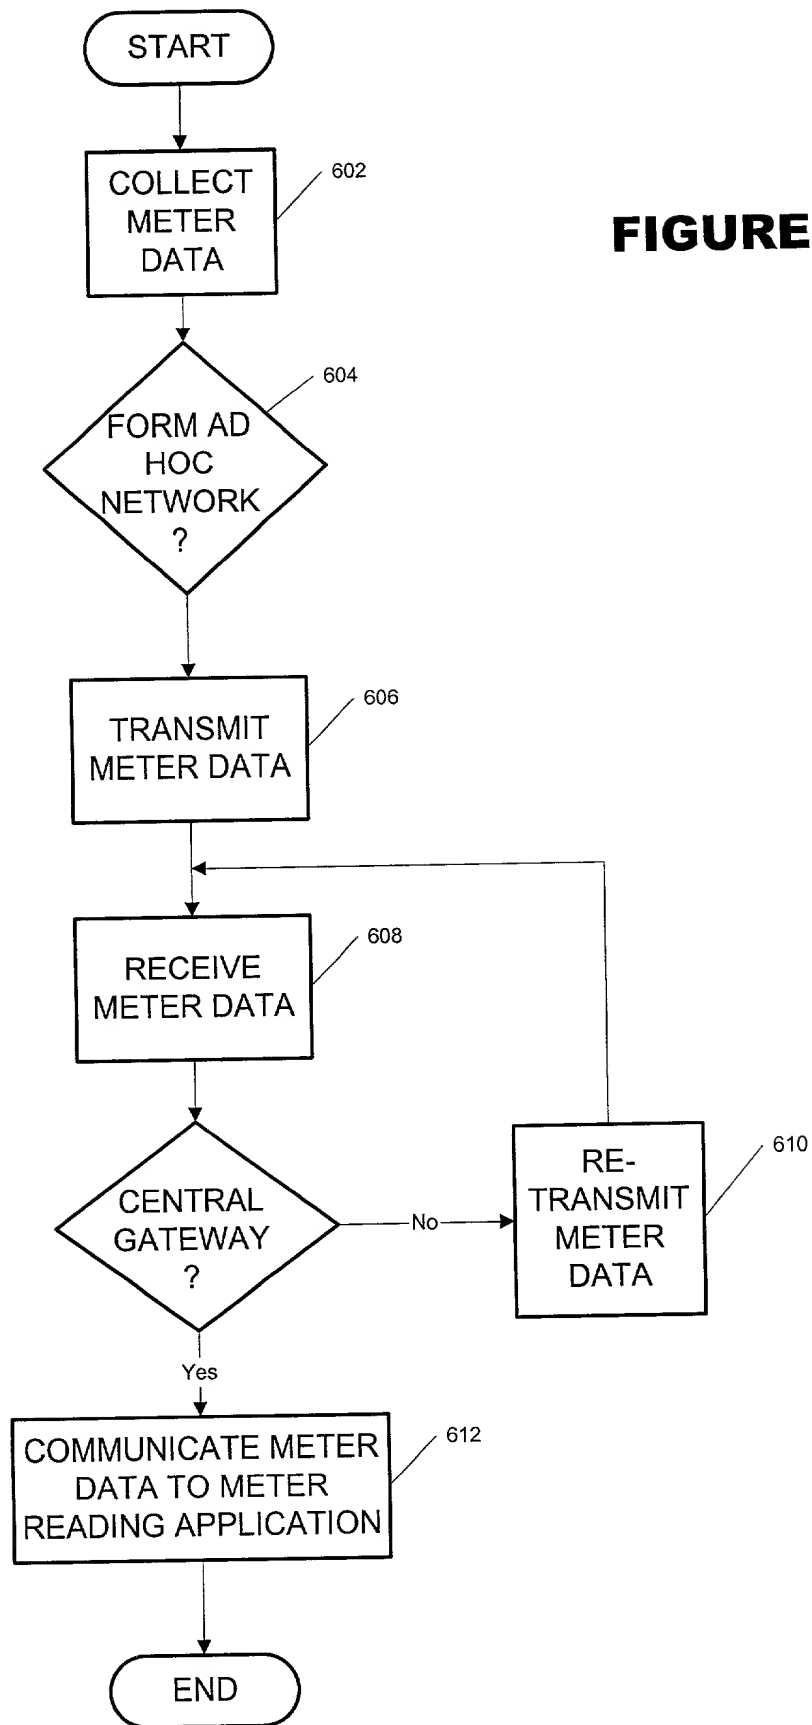 START
COLLECT
METER
DATA
602
FIGURE
FORM AD
HOC
NETWORK
?
604
TRANSMIT
METER DATA
606
RECEIVE
METER DATA
608
CENTRAL
GATEWAY
?
No
RE-
TRANSMIT
METER
DATA
610
Yes
COMMUNICATE METER
DATA TO METER
READING APPLICATION
612
END